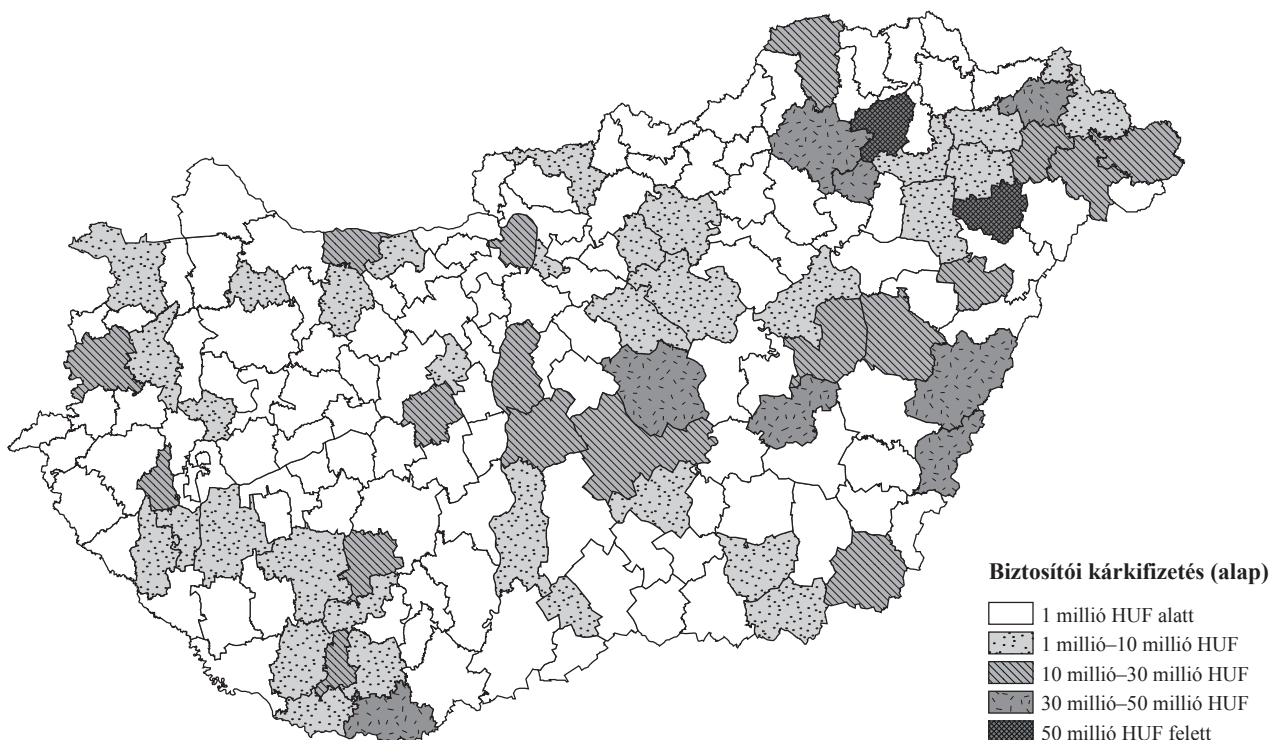 Biztosítói kárkifizetés (alap)
1 millió HUF alatt
1 millió–10 millió HUF
10 millió–30 millió HUF
30 millió–50 millió HUF
50 millió HUF felett